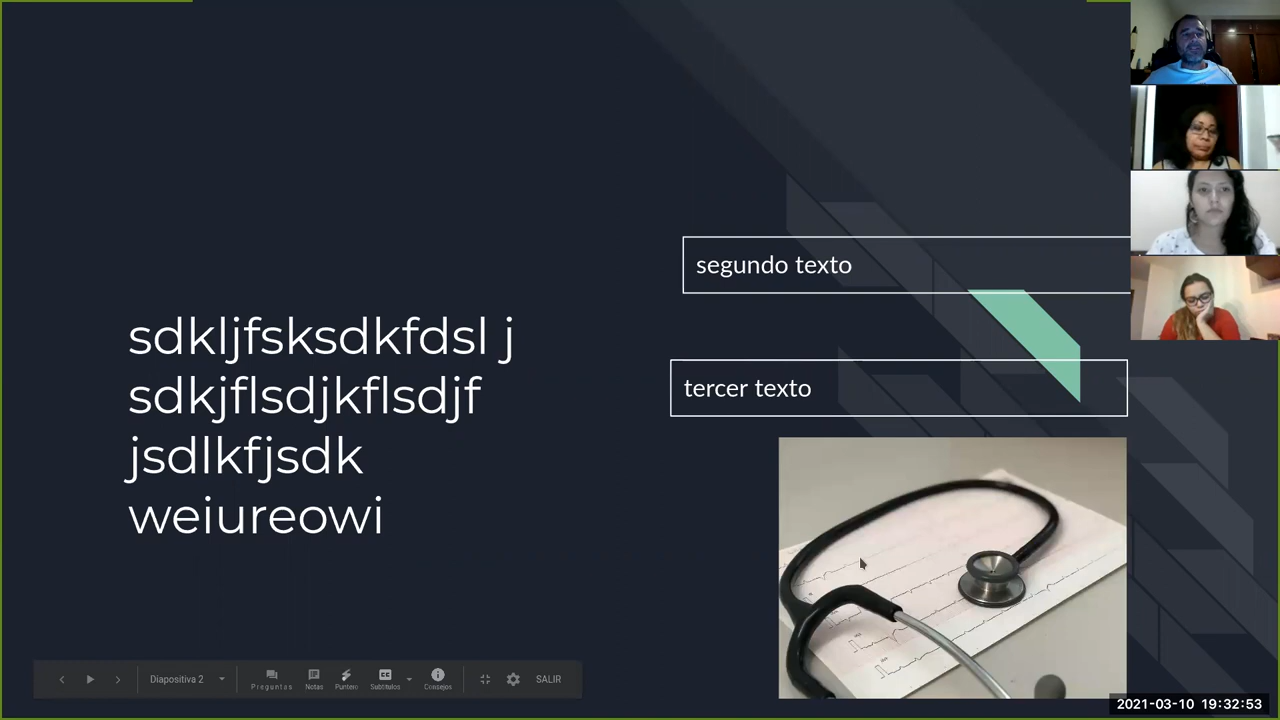 segundo texto
sdkljfsksdkfdsl j
sdkjflsdjkflsdjf
jsdlkfjsdk
weiureowi
tercer texto
Diapositiva 2
Preguntas
Notas
Puntero
CC
Subtítulos
Consejos
SALIR
2021-03-10 19:32:53